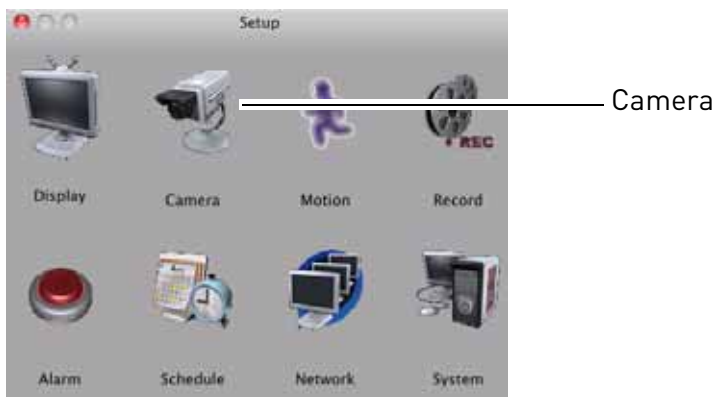 Setup
Camera
REC
Display Camera Motion Record
Alarm Schedule Network System